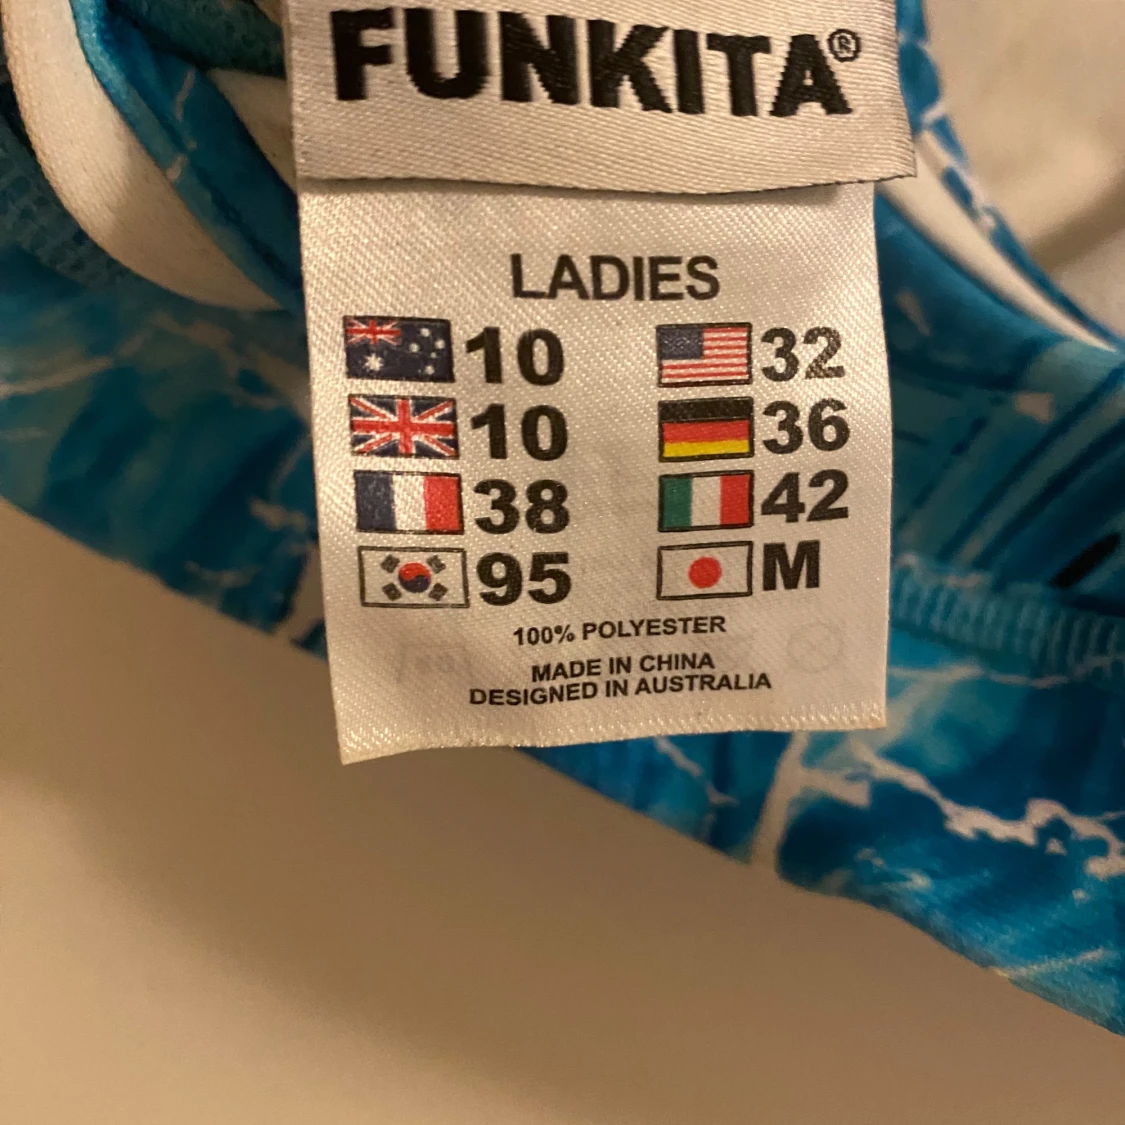 FUNKITA®
LADIES
10 32
10 36
38 42
95 M
100% POLYESTER
MADE IN CHINA
DESIGNED IN AUSTRALIA